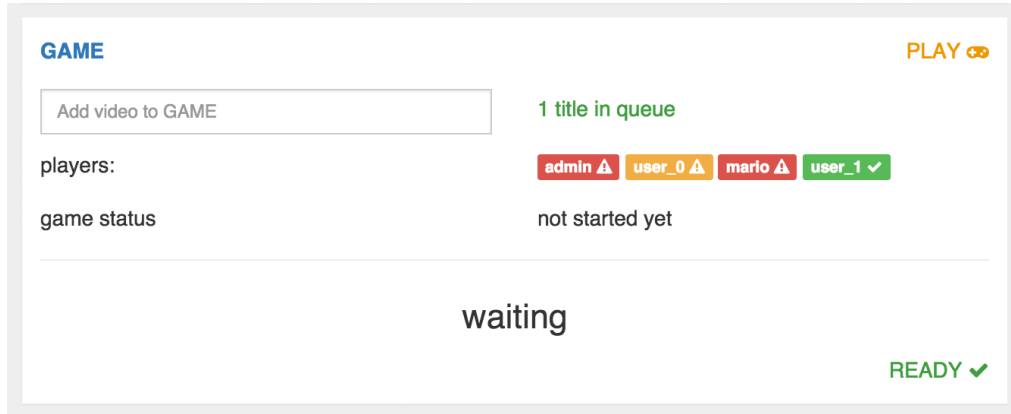 GAME PLAY
Add video to GAME 1 title in queue
players: admin user_0 mario user_1
game status not started yet
waiting
READY